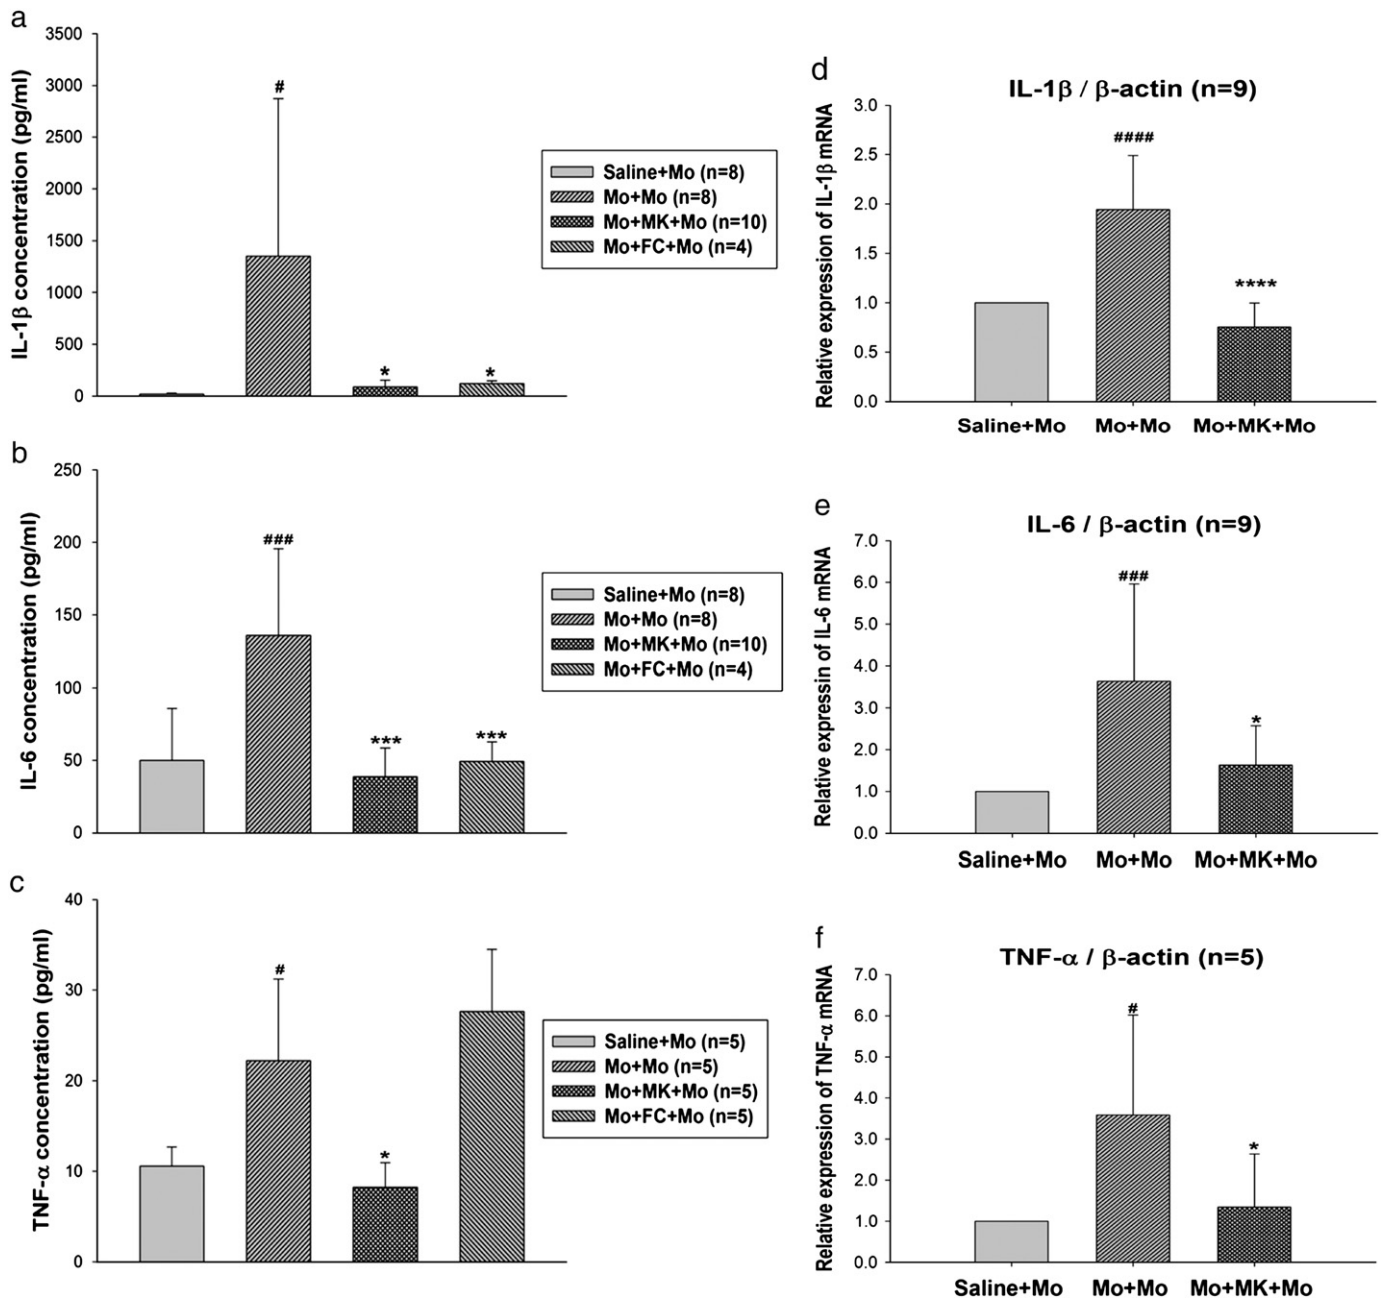 a
IL-1β concentration (pg/ml)
3500
3000
2500
2000
1500
1000
500
0
#
*
*
Saline+Mo (n=8)
Mo+Mo (n=8)
Mo+MK+Mo (n=10)
Mo+FC+Mo (n=4)
b
IL-6 concentration (pg/ml)
250
200
150
100
50
0
###
***
***
Saline+Mo (n=8)
Mo+Mo (n=8)
Mo+MK+Mo (n=10)
Mo+FC+Mo (n=4)
c
TNF-α concentration (pg/ml)
40
30
20
10
0
#
*
Saline+Mo (n=5)
Mo+Mo (n=5)
Mo+MK+Mo (n=5)
Mo+FC+Mo (n=5)
d
IL-1β / β-actin (n=9)
Relative expression of IL-1β mRNA
3.0
2.5
2.0
1.5
1.0
0.5
0.0
####
****
Saline+Mo Mo+Mo Mo+MK+Mo
e
IL-6 / β-actin (n=9)
Relative expressin of IL-6 mRNA
7.0
6.0
5.0
4.0
3.0
2.0
1.0
0.0
###
*
Saline+Mo Mo+Mo Mo+MK+Mo
f
TNF-α / β-actin (n=5)
Relative expression of TNF-α mRNA
7.0
6.0
5.0
4.0
3.0
2.0
1.0
0.0
#
*
Saline+Mo Mo+Mo Mo+MK+Mo